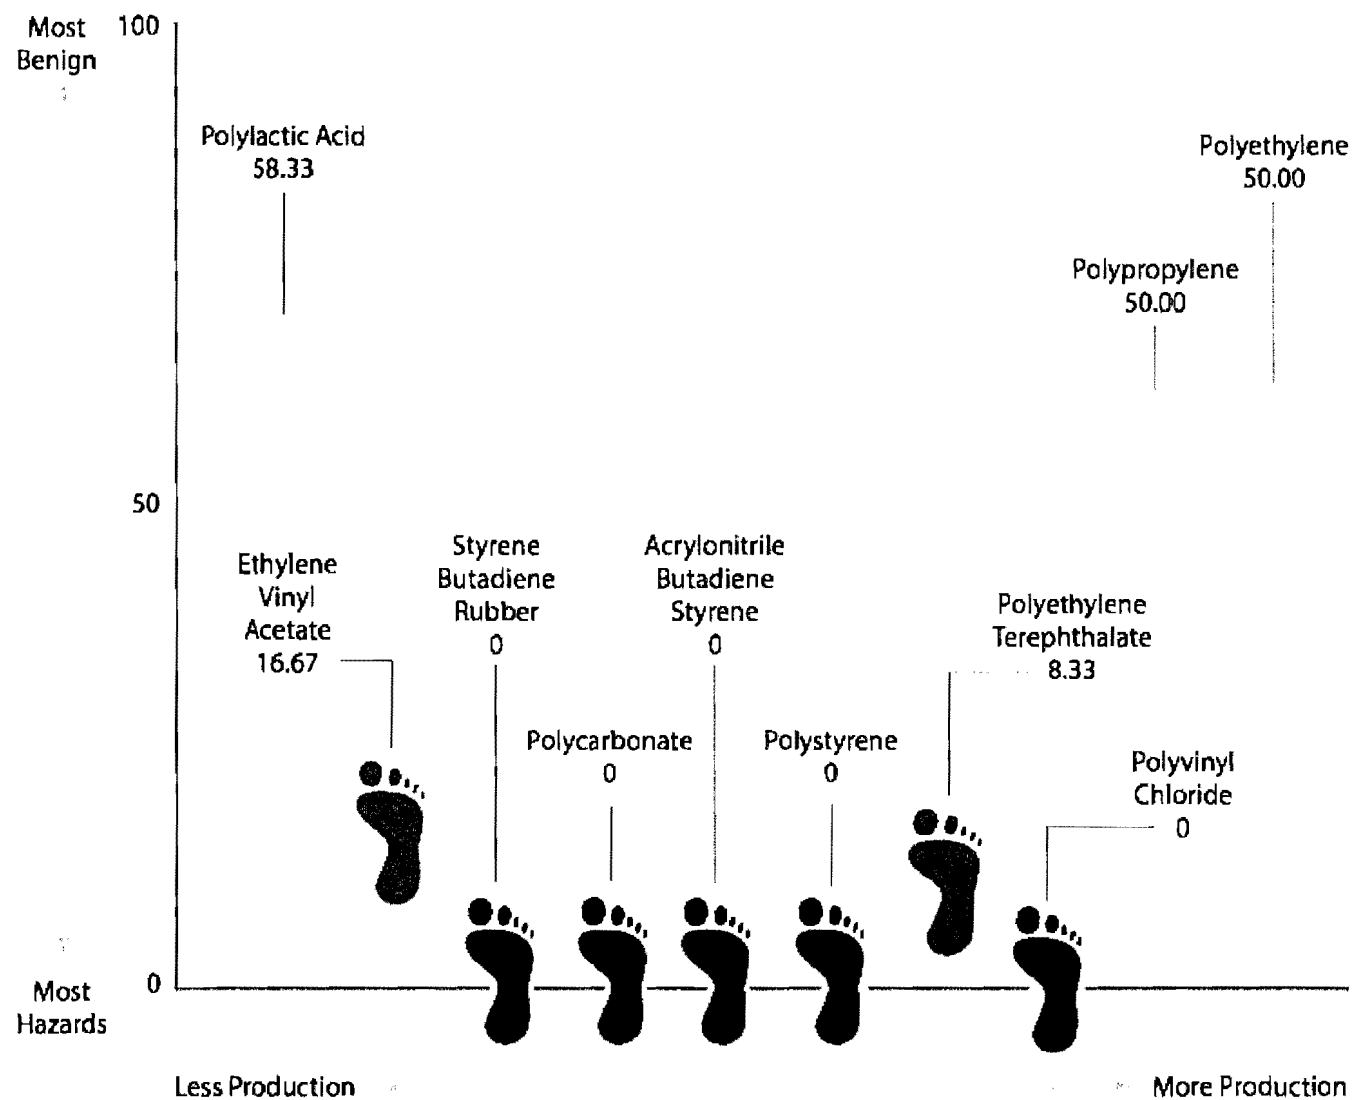 Most
Benign
100
Polylactic Acid
58.33
Polyethylene
50.00
Polypropylene
50.00
50
Ethylene
Vinyl
Acetate
16.67
Styrene
Butadiene
Rubber
0
Acrylonitrile
Butadiene
Styrene
0
Polyethylene
Terephthalate
8.33
Polycarbonate
0
Polystyrene
0
Polyvinyl
Chloride
0
0
Most
Hazards
Less Production
More Production